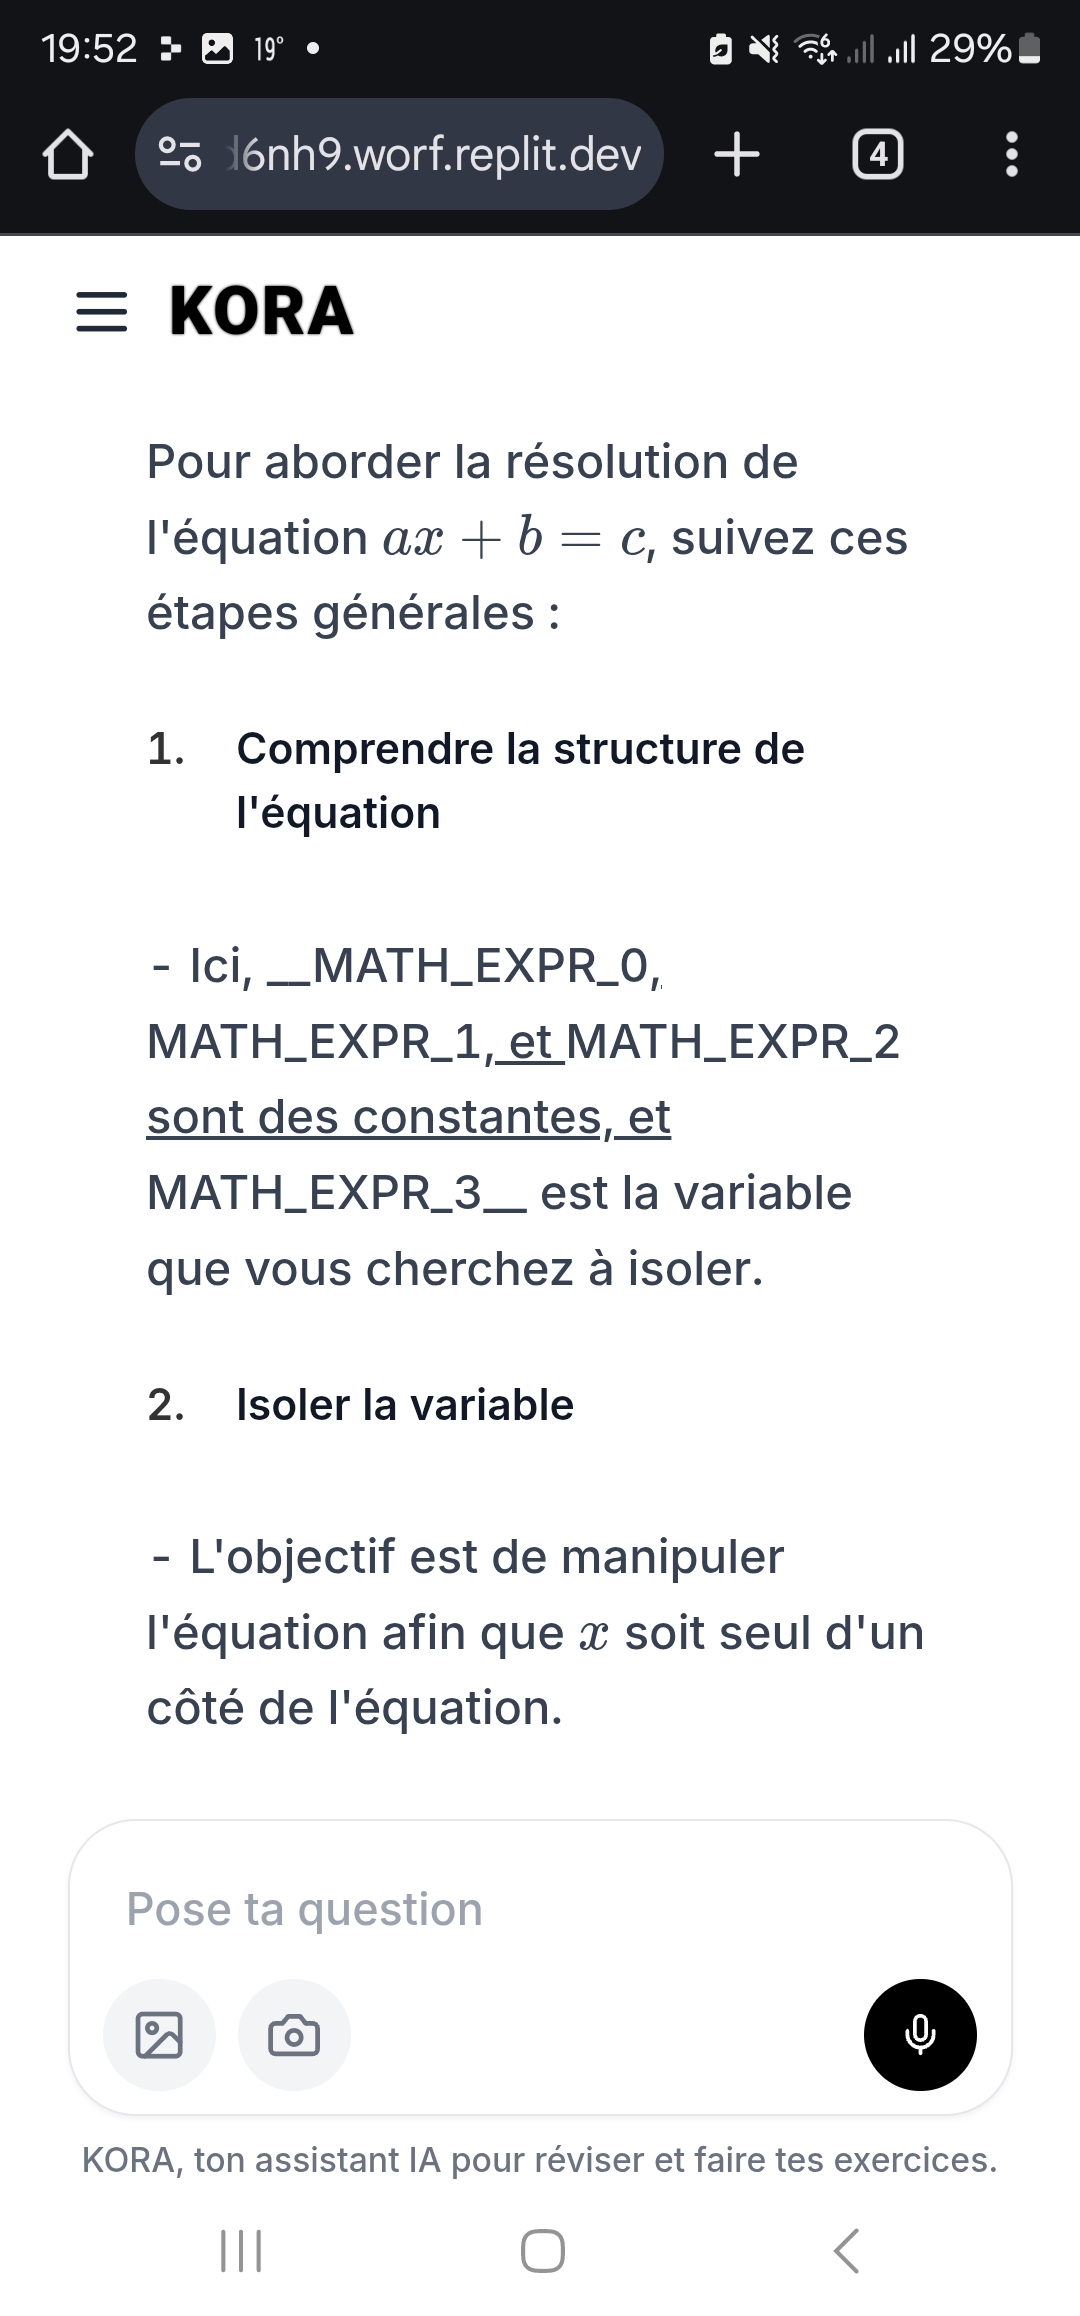 19:52 19° 6 29%
d6nh9.worf.replit.dev 4
KORA
Pour aborder la résolution de
l'équation ax + b = c, suivez ces
étapes générales :
1. Comprendre la structure de
l'équation
- Ici, __MATH_EXPR_0,
MATH_EXPR_1, et MATH_EXPR_2
sont des constantes, et
MATH_EXPR_3__ est la variable
que vous cherchez à isoler.
2. Isoler la variable
- L'objectif est de manipuler
l'équation afin que x soit seul d'un
côté de l'équation.
Pose ta question
KORA, ton assistant IA pour réviser et faire tes exercices.